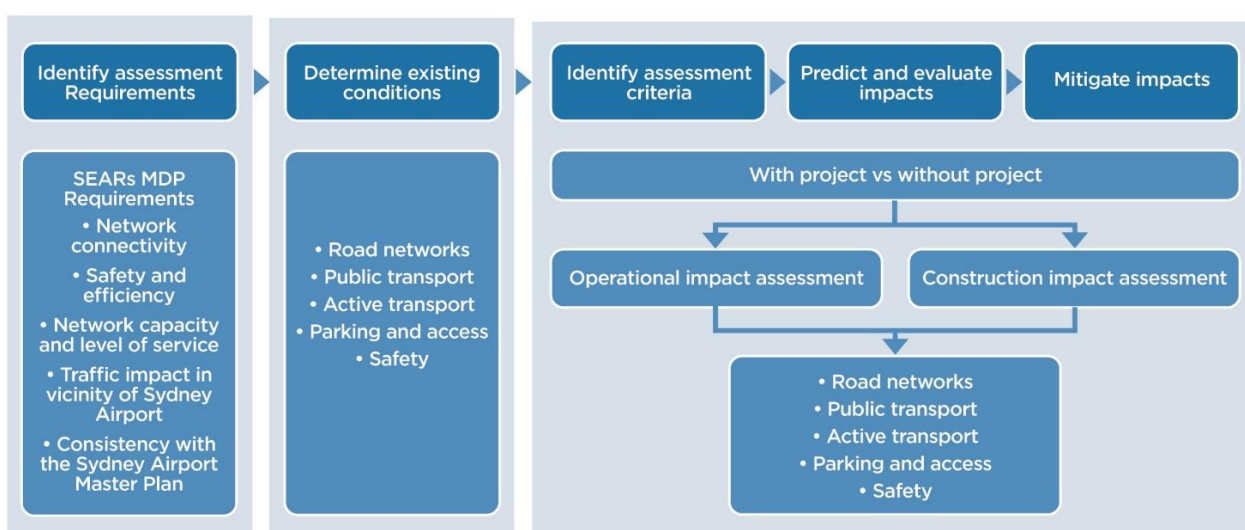 Identify assessment
Requirements
SEARs MDP
Requirements
• Network
connectivity
• Safety and
efficiency
• Network capacity
and level of service
• Traffic impact in
vicinity of Sydney
Airport
• Consistency with
the Sydney Airport
Master Plan
Determine existing
conditions
• Road networks
• Public transport
• Active transport
• Parking and access
• Safety
Identify assessment
criteria
Predict and evaluate
impacts
Mitigate impacts
With project vs without project
Operational impact assessment
Construction impact assessment
• Road networks
• Public transport
• Active transport
• Parking and access
• Safety